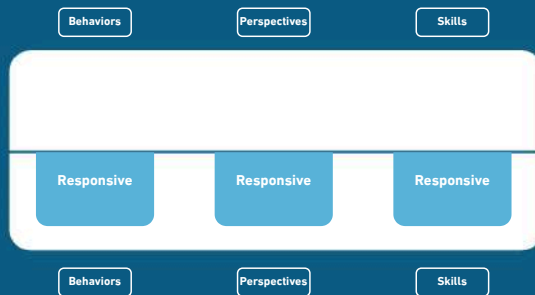 Behaviors
Perspectives
Skills
Responsive
Responsive
Responsive
Behaviors
Perspectives
Skills